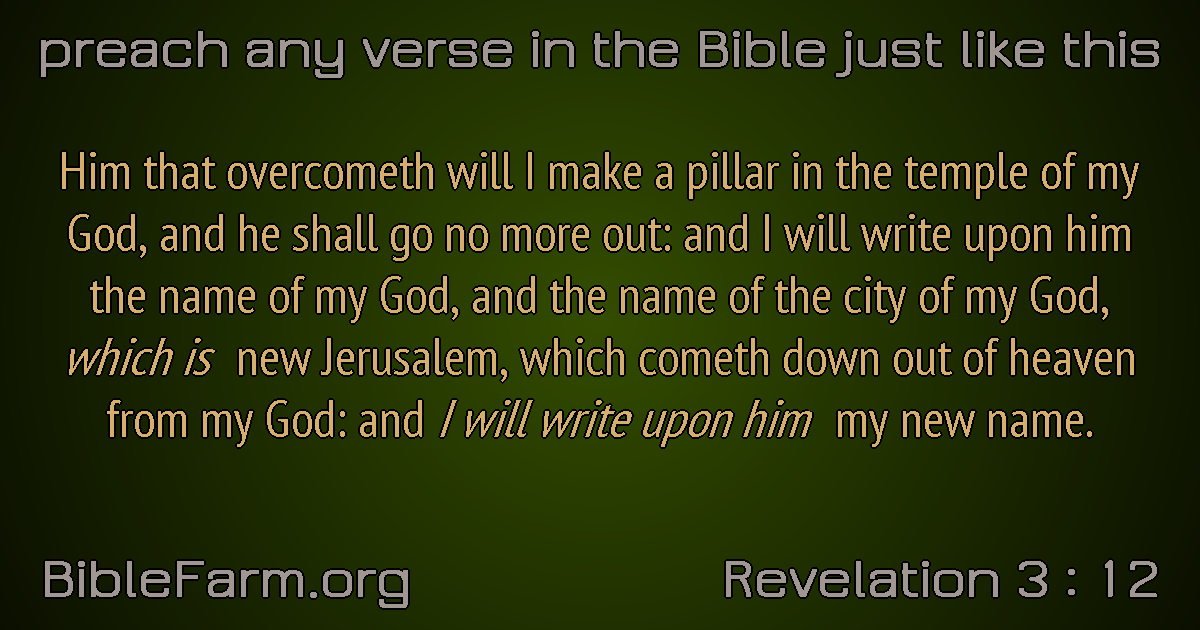 preach any verse in the Bible just like this
Him that overcometh will I make a pillar in the temple of my
God, and he shall go no more out: and I will write upon him
the name of my God, and the name of the city of my God,
which is new Jerusalem, which cometh down out of heaven
from my God: and I will write upon him my new name.
BibleFarm.org
Revelation 3 : 12